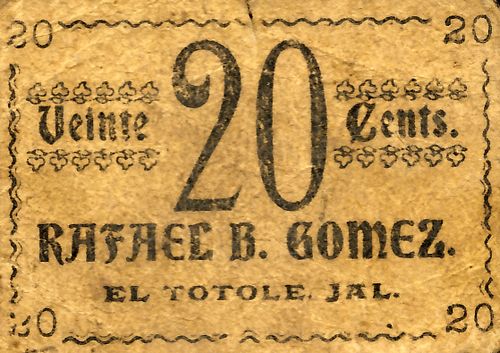 20 20
20
Veinte Cents.
RAFAEL B. GOMEZ.
EL TOTOLE, JAL.
20 20